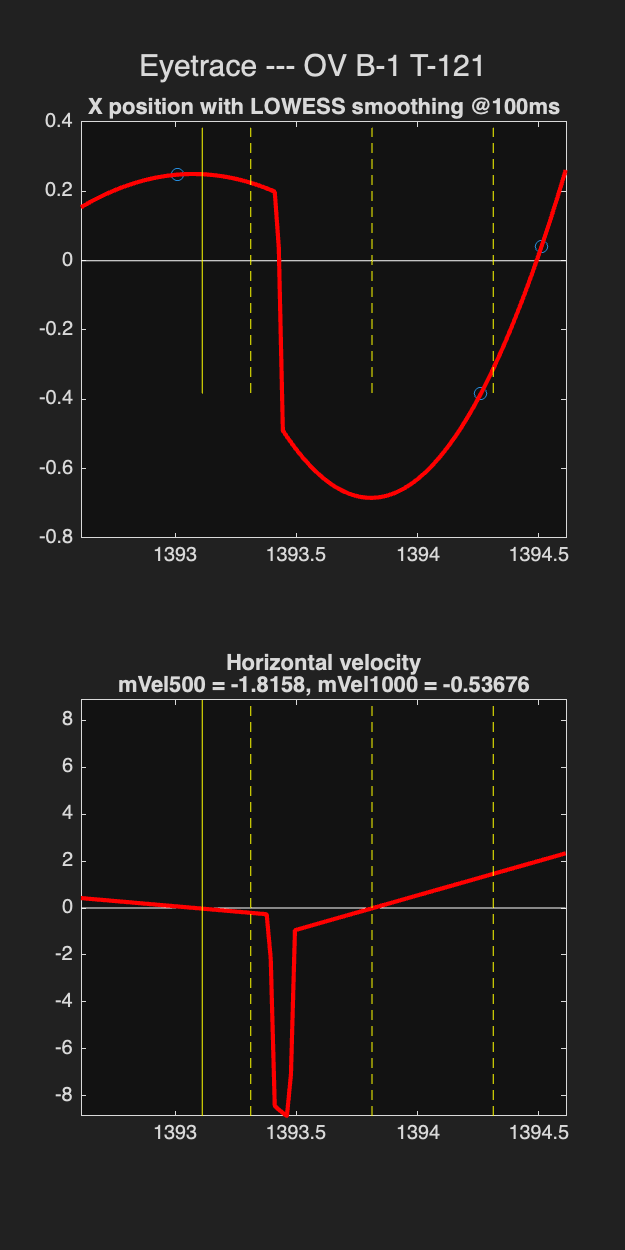 Eyetrace --- OV B-1 T-121
X position with LOWESS smoothing @100ms
0.4
0.2
0
-0.2
-0.4
-0.6
-0.8
1393 1393.5 1394 1394.5
Horizontal velocity
mVel500 = -1.8158, mVel1000 = -0.53676
8
6
4
2
0
-2
-4
-6
-8
1393 1393.5 1394 1394.5